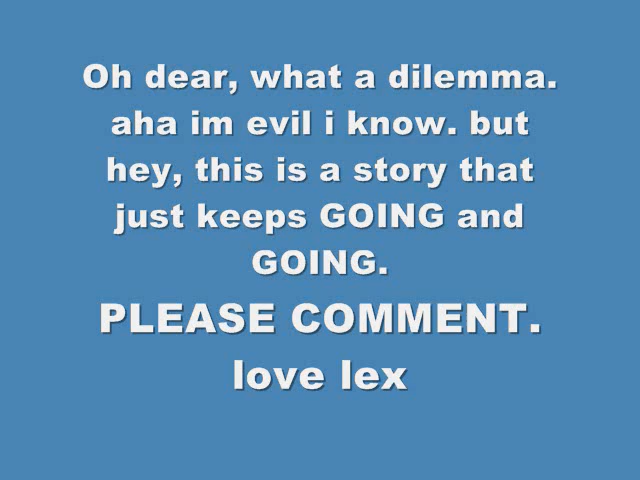 Oh dear, what a dilemma.
aha im evil i know. but
hey, this is a story that
just keeps GOING and
GOING.
PLEASE COMMENT.
love lex